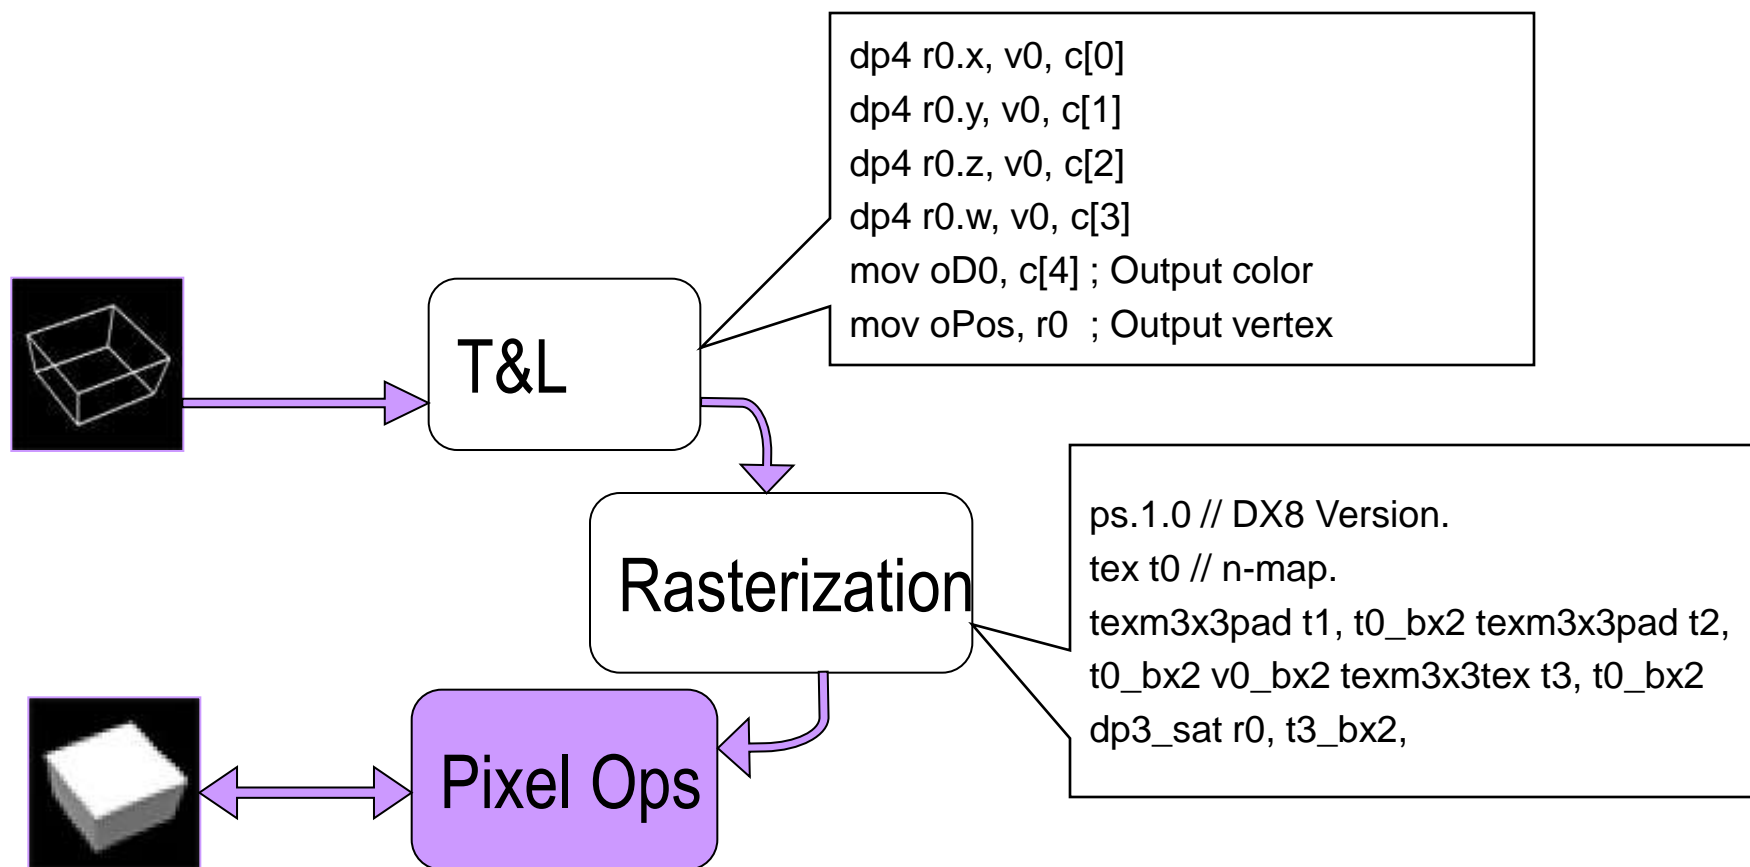 dp4 r0.x, v0, c[0]
dp4 r0.y, v0, c[1]
dp4 r0.z, v0, c[2]
dp4 r0.w, v0, c[3]
mov oD0, c[4] ; Output color
mov oPos, r0  ; Output vertex
T&L
Rasterization
ps.1.0 // DX8 Version.
tex t0 // n-map.
texm3x3pad t1, t0_bx2 texm3x3pad t2,
t0_bx2 v0_bx2 texm3x3tex t3, t0_bx2
dp3_sat r0, t3_bx2,
Pixel Ops